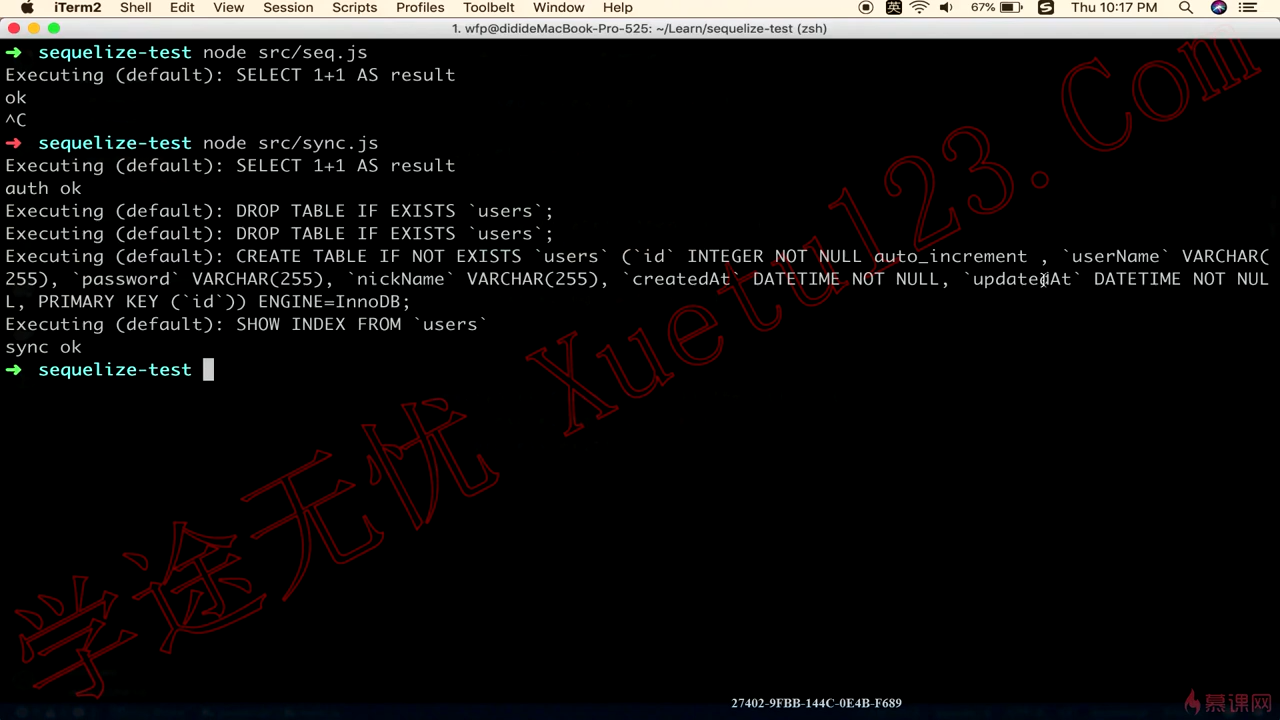 iTerm2 Shell Edit View Session Scripts Profiles Toolbelt Window Help 英 67% S Thu 10:17 PM
1. wfp@didideMacBook-Pro-525: ~/Learn/sequelize-test (zsh)
➜ sequelize-test node src/seq.js
Executing (default): SELECT 1+1 AS result
ok
^C
➜ sequelize-test node src/sync.js
Executing (default): SELECT 1+1 AS result
auth ok
Executing (default): DROP TABLE IF EXISTS `users`;
Executing (default): DROP TABLE IF EXISTS `users`;
Executing (default): CREATE TABLE IF NOT EXISTS `users` (`id` INTEGER NOT NULL auto_increment , `userName` VARCHAR(
255), `password` VARCHAR(255), `nickName` VARCHAR(255), `createdAt` DATETIME NOT NULL, `updatedAt` DATETIME NOT NUL
L, PRIMARY KEY (`id`)) ENGINE=InnoDB;
Executing (default): SHOW INDEX FROM `users`
sync ok
➜ sequelize-test
学途无忧 Xuetu123.Com
27402-9FBB-144C-0E4B-F689
慕课网